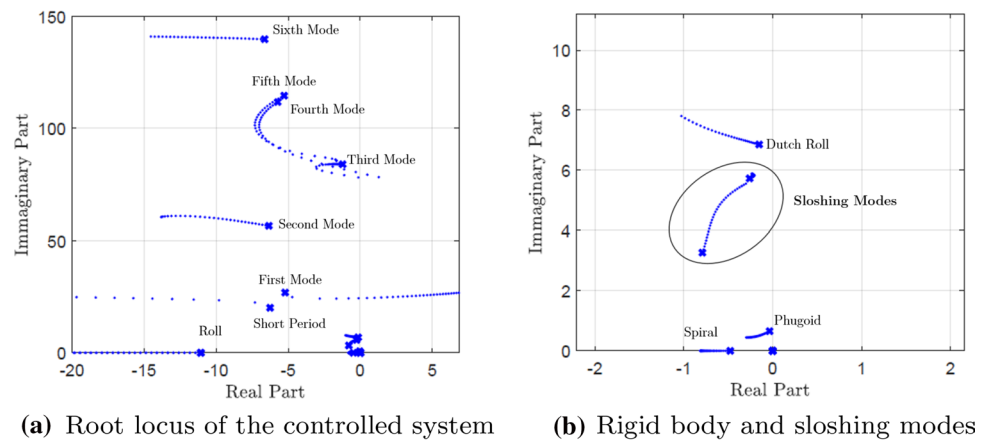 150
100
50
0
-20
-15
-10
-5
0
5
Immaginary Part
Real Part
Sixth Mode
Fifth Mode
Fourth Mode
Third Mode
Second Mode
First Mode
Short Period
Roll
(a) Root locus of the controlled system
10
8
6
4
2
0
-2
-1
0
1
2
Immaginary Part
Real Part
Dutch Roll
Sloshing Modes
Phugoid
Spiral
(b) Rigid body and sloshing modes